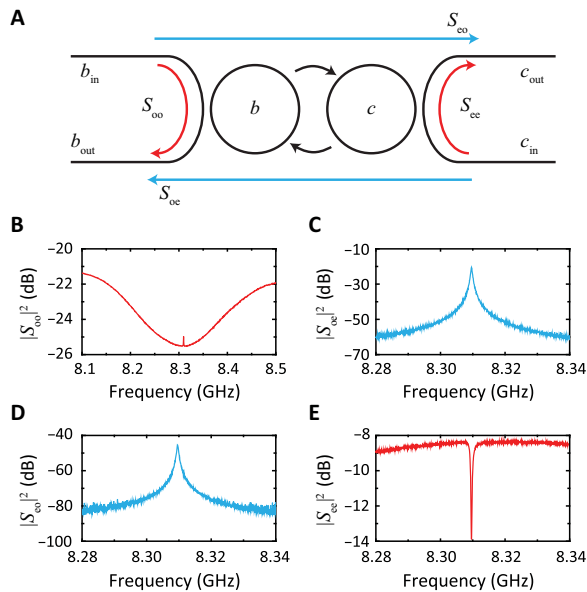 A
S_eo
b_in
c_out
S_oo
b
c
S_ee
b_out
c_in
S_oe
B
C
−20
−22
−24
−26
|S_oo|² (dB)
8.1 8.2 8.3 8.4 8.5
Frequency (GHz)
−10
−30
−50
−70
|S_oe|² (dB)
8.28 8.30 8.32 8.34
Frequency (GHz)
D
E
−40
−60
−80
−100
|S_eo|² (dB)
8.28 8.30 8.32 8.34
Frequency (GHz)
−8
−10
−12
−14
|S_ee|² (dB)
8.28 8.30 8.32 8.34
Frequency (GHz)